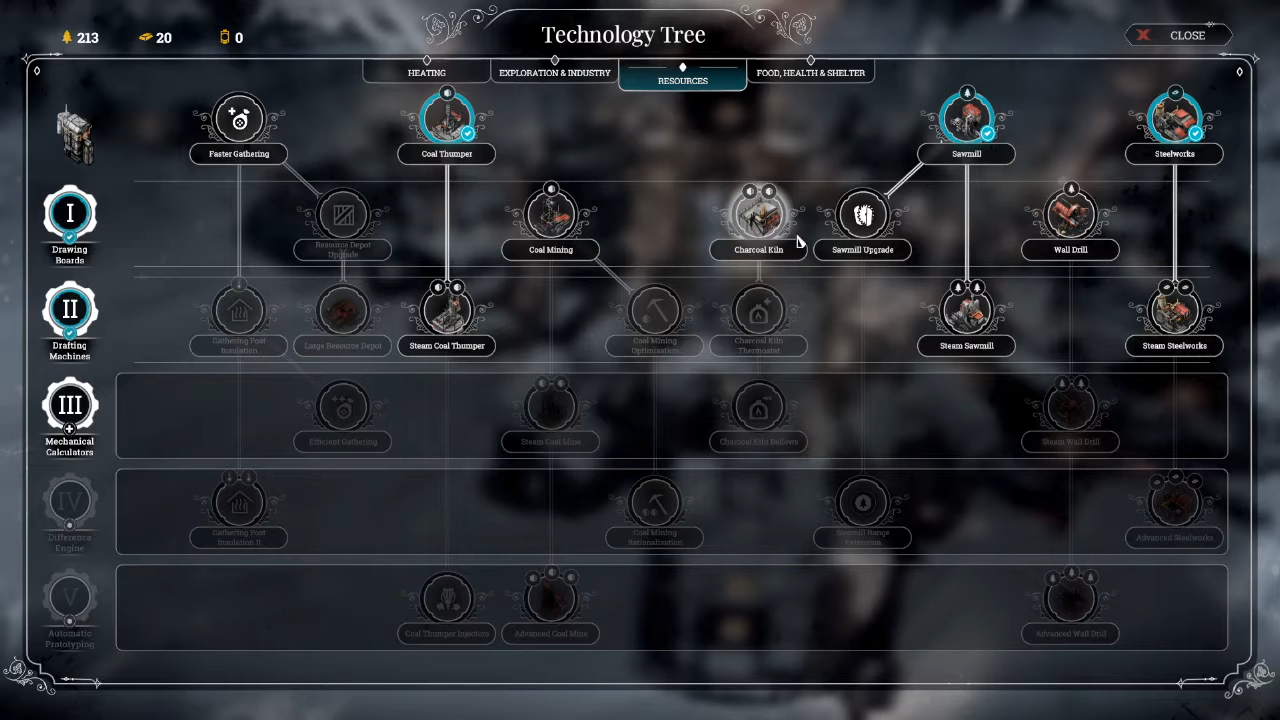 213
20
0
Technology Tree
CLOSE
HEATING
EXPLORATION & INDUSTRY
RESOURCES
FOOD, HEALTH & SHELTER
Faster Gathering
Coal Thumper
Sawmill
Steelworks
I
Drawing
Boards
Resource Depot
Upgrade
Coal Mining
Charcoal Kiln
Sawmill Upgrade
Wall Drill
II
Drafting
Machines
Gathering Post
Insulation
Large Resource Depot
Steam Coal Thumper
Coal Mining
Optimisation
Charcoal Kiln
Thermostat
Steam Sawmill
Steam Steelworks
III
Mechanical
Calculators
Efficient Gathering
Steam Coal Mine
Charcoal Kiln Bellows
Steam Wall Drill
IV
Difference
Engine
Gathering Post
Insulation II
Coal Mining
Rationalization
Sawmill Range
Extension
Advanced Steelworks
V
Automatic
Prototyping
Coal Thumper Injectors
Advanced Coal Mine
Advanced Wall Drill